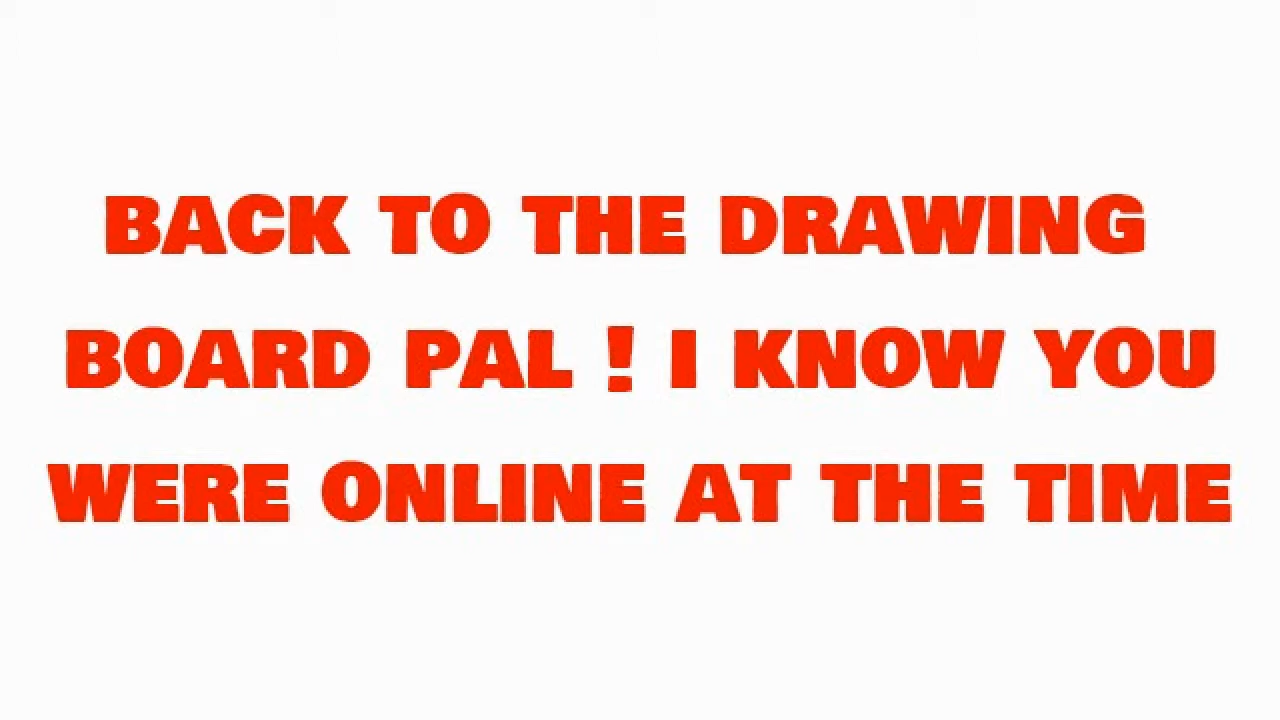 BACK TO THE DRAWING
BOARD PAL ! I KNOW YOU
WERE ONLINE AT THE TIME